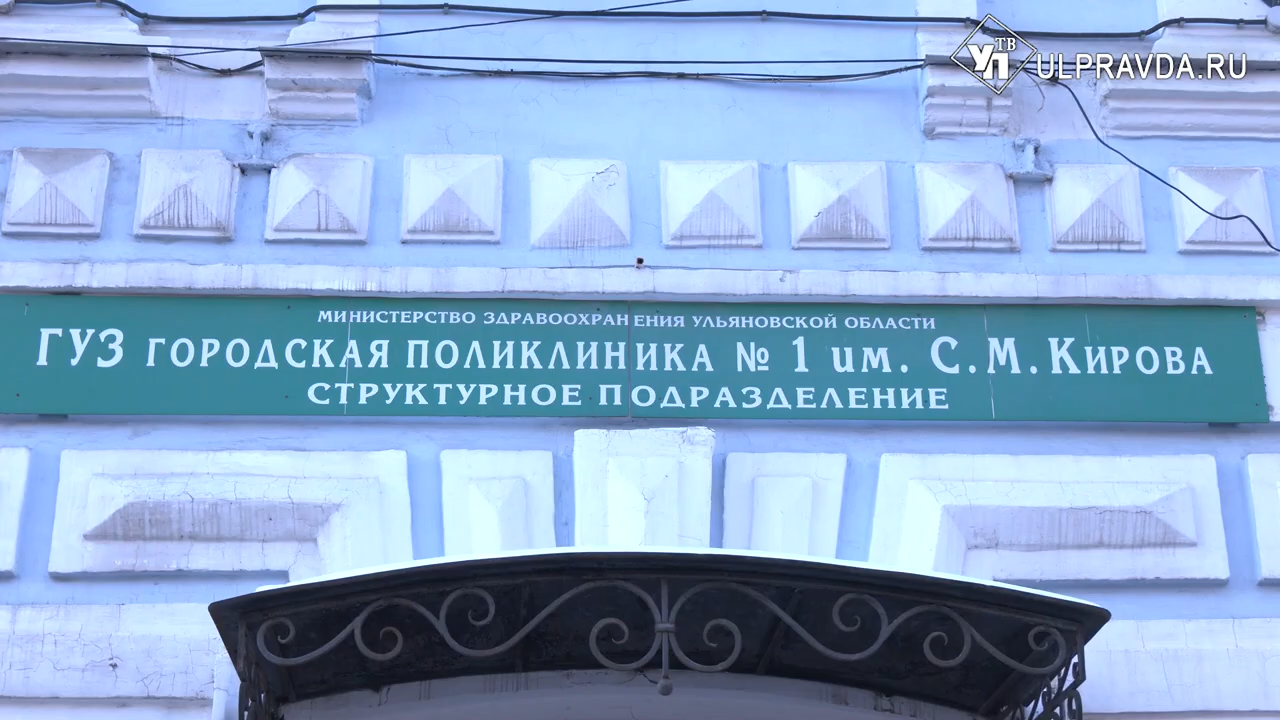 УП ТВ ULPRAVDA.RU
МИНИСТЕРСТВО ЗДРАВООХРАНЕНИЯ УЛЬЯНОВСКОЙ ОБЛАСТИ
ГУЗ ГОРОДСКАЯ ПОЛИКЛИНИКА № 1 им. С.М.КИРОВА
СТРУКТУРНОЕ ПОДРАЗДЕЛЕНИЕ